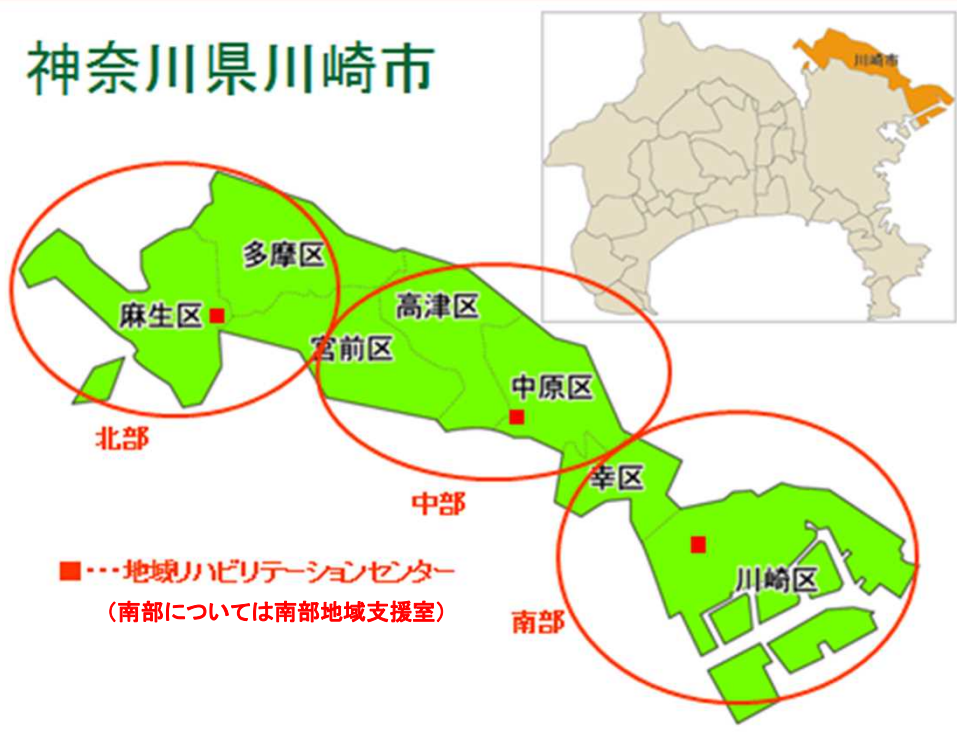 神奈川県川崎市
川崎市
多摩区
麻生区
高津区
宮前区
中原区
北部
中部
幸区
川崎区
南部
■･･･地域リハビリテーションセンター
（南部については南部地域支援室）